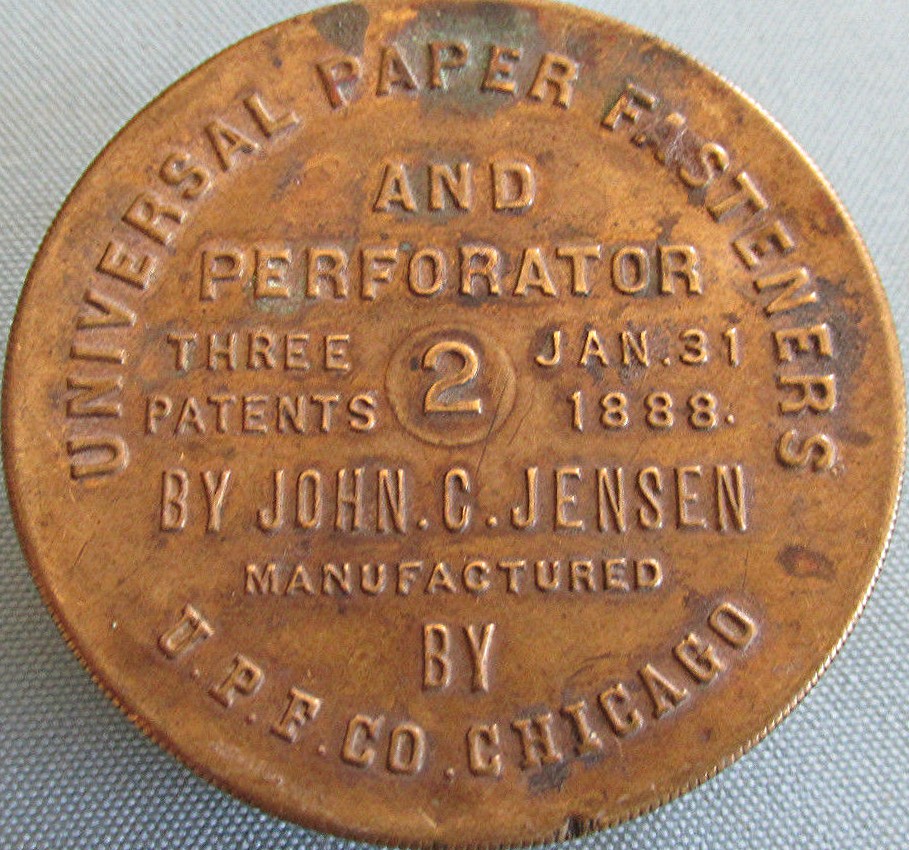 UNIVERSAL PAPER FASTENERS
AND
PERFORATOR
THREE 2 JAN.31
PATENTS 1888.
BY JOHN.C.JENSEN
MANUFACTURED
BY
U.P.F.CO.CHICAGO